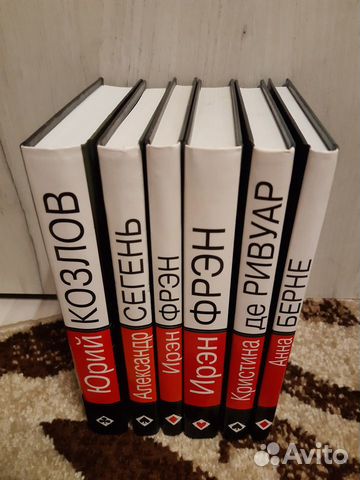 Юрий КОЗЛОВ
Александр СЕГЕНЬ
Ирэн ФРЭН
Ирэн ФРЭН
Кристина де РИВУАР
Анна БЕРНЕ
Avito